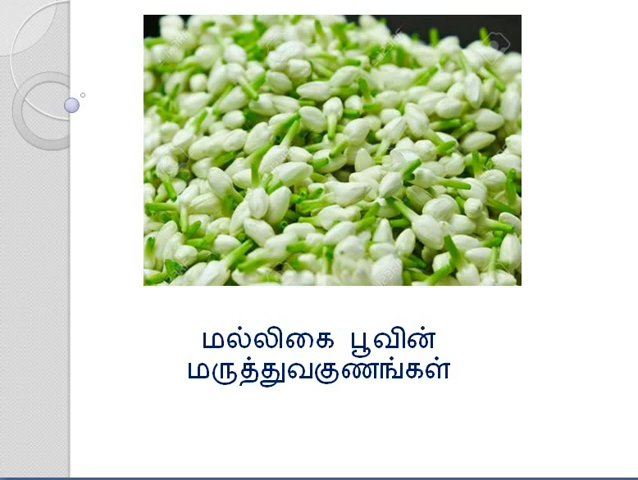 மல்லிகை பூவின்
மருத்துவகுணங்கள்